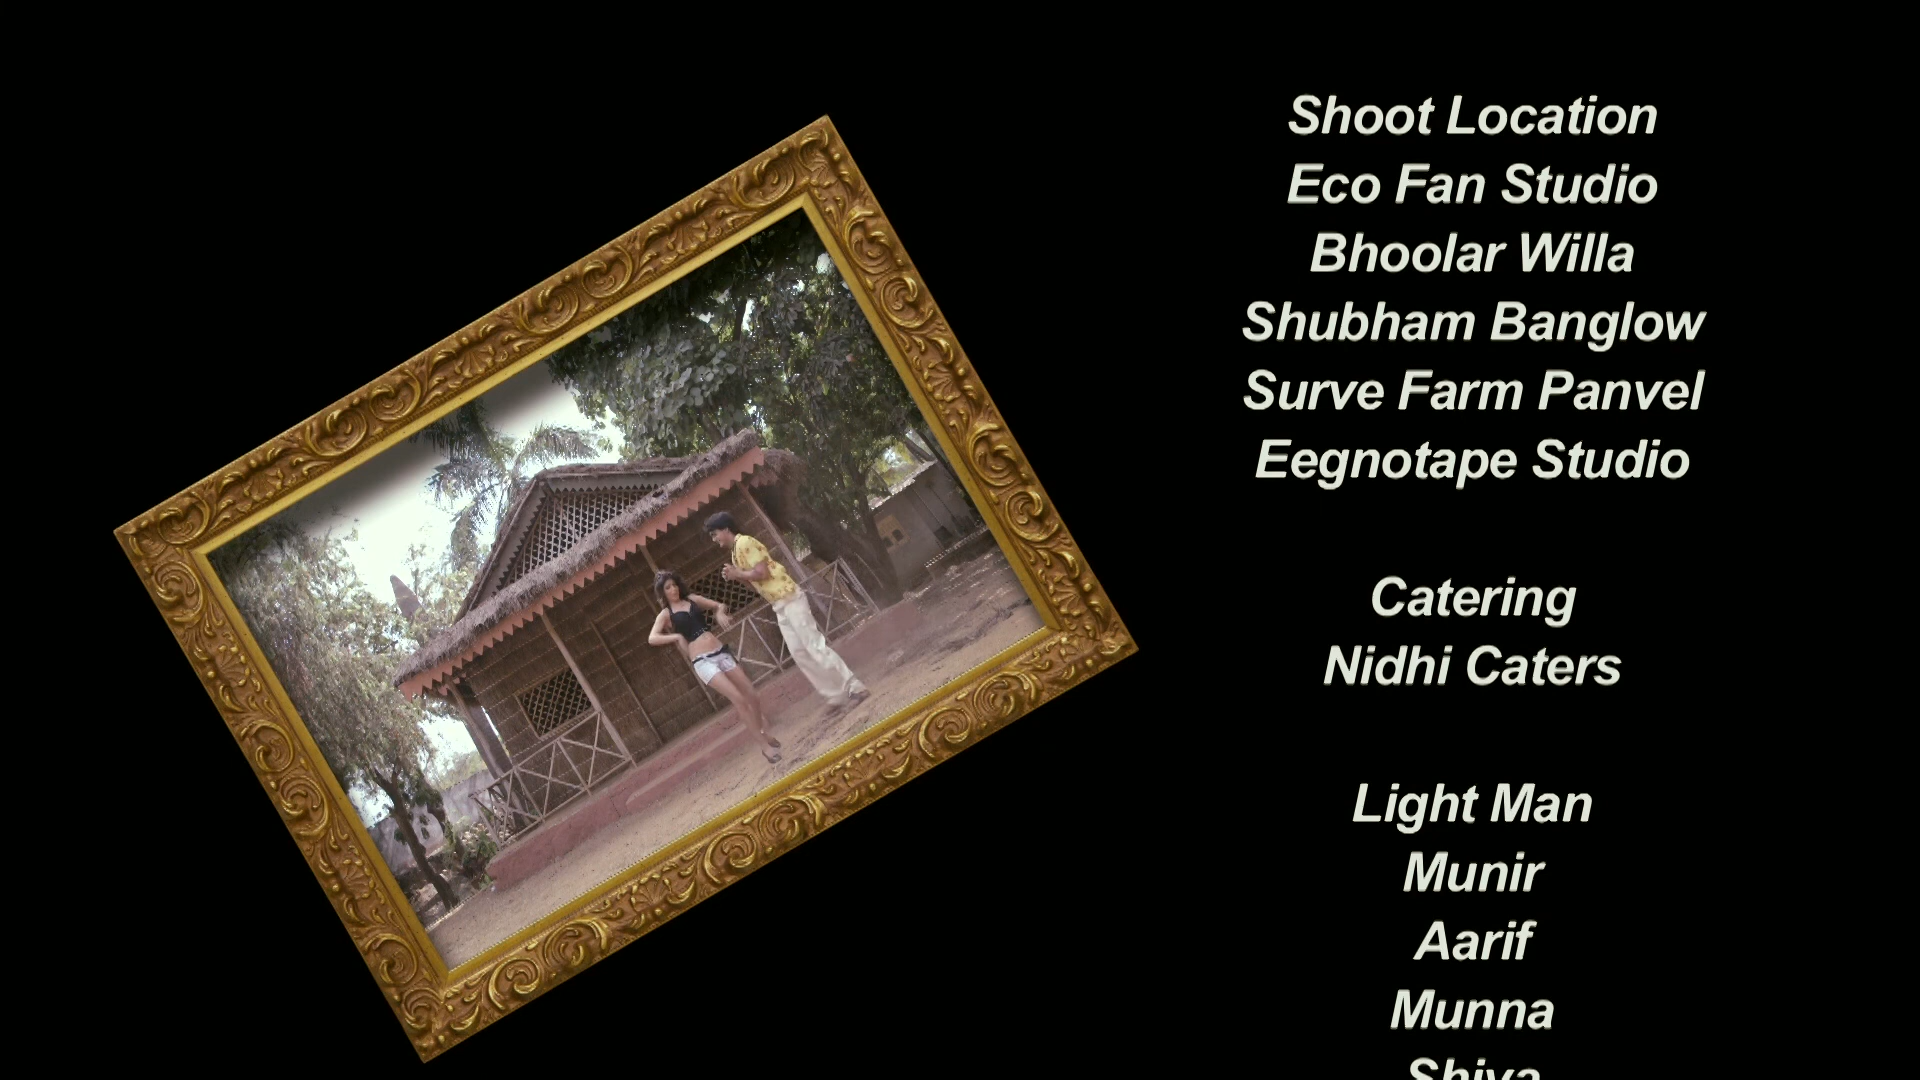 Shoot Location
Eco Fan Studio
Bhoolar Willa
Shubham Banglow
Surve Farm Panvel
Eegnotape Studio
Catering
Nidhi Caters
Light Man
Munir
Aarif
Munna
Shiva